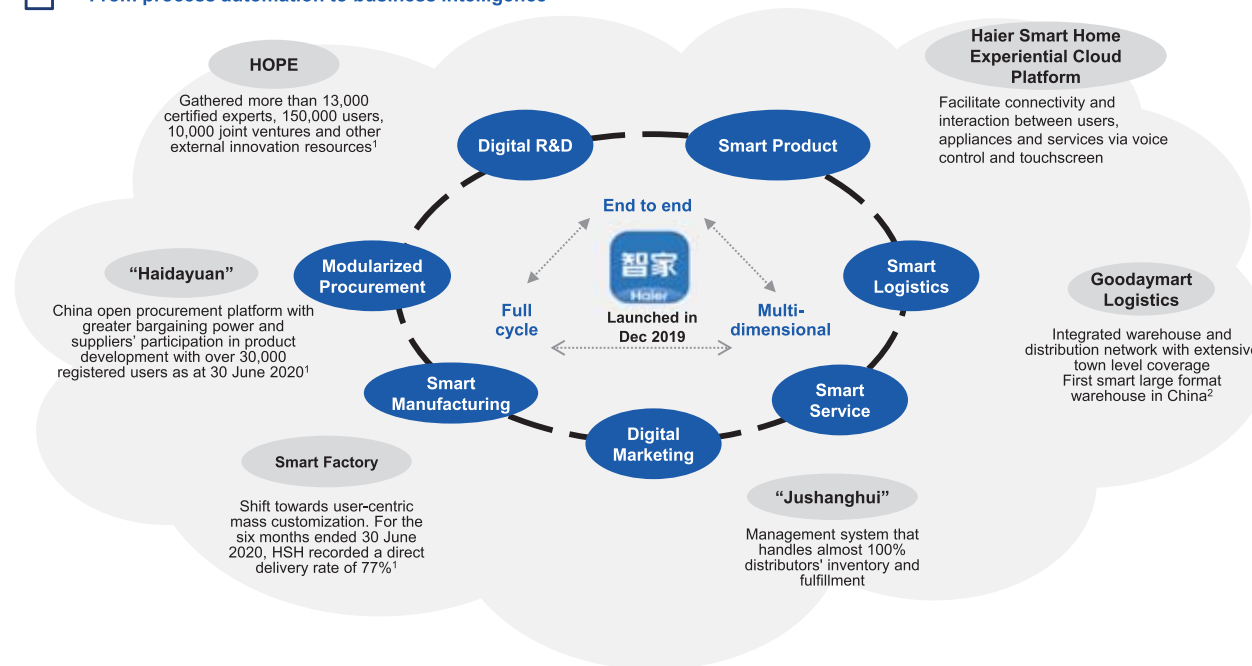 From process automation to business intelligence
HOPE
Gathered more than 13,000
certified experts, 150,000 users,
10,000 joint ventures and other
external innovation resources1
Haier Smart Home
Experiential Cloud
Platform
Facilitate connectivity and
interaction between users,
appliances and services via voice
control and touchscreen
Digital R&D
Smart Product
End to end
智家
Haier
Launched in
Dec 2019
Full
cycle
Multi-
dimensional
"Haidayuan"
China open procurement platform with
greater bargaining power and
suppliers' participation in product
development with over 30,000
registered users as at 30 June 20201
Modularized
Procurement
Smart
Logistics
Goodaymart
Logistics
Integrated warehouse and
distribution network with extensive
town level coverage
First smart large format
warehouse in China2
Smart
Manufacturing
Smart
Service
Digital
Marketing
Smart Factory
Shift towards user-centric
mass customization. For the
six months ended 30 June
2020, HSH recorded a direct
delivery rate of 77%1
"Jushanghui"
Management system that
handles almost 100%
distributors' inventory and
fulfillment